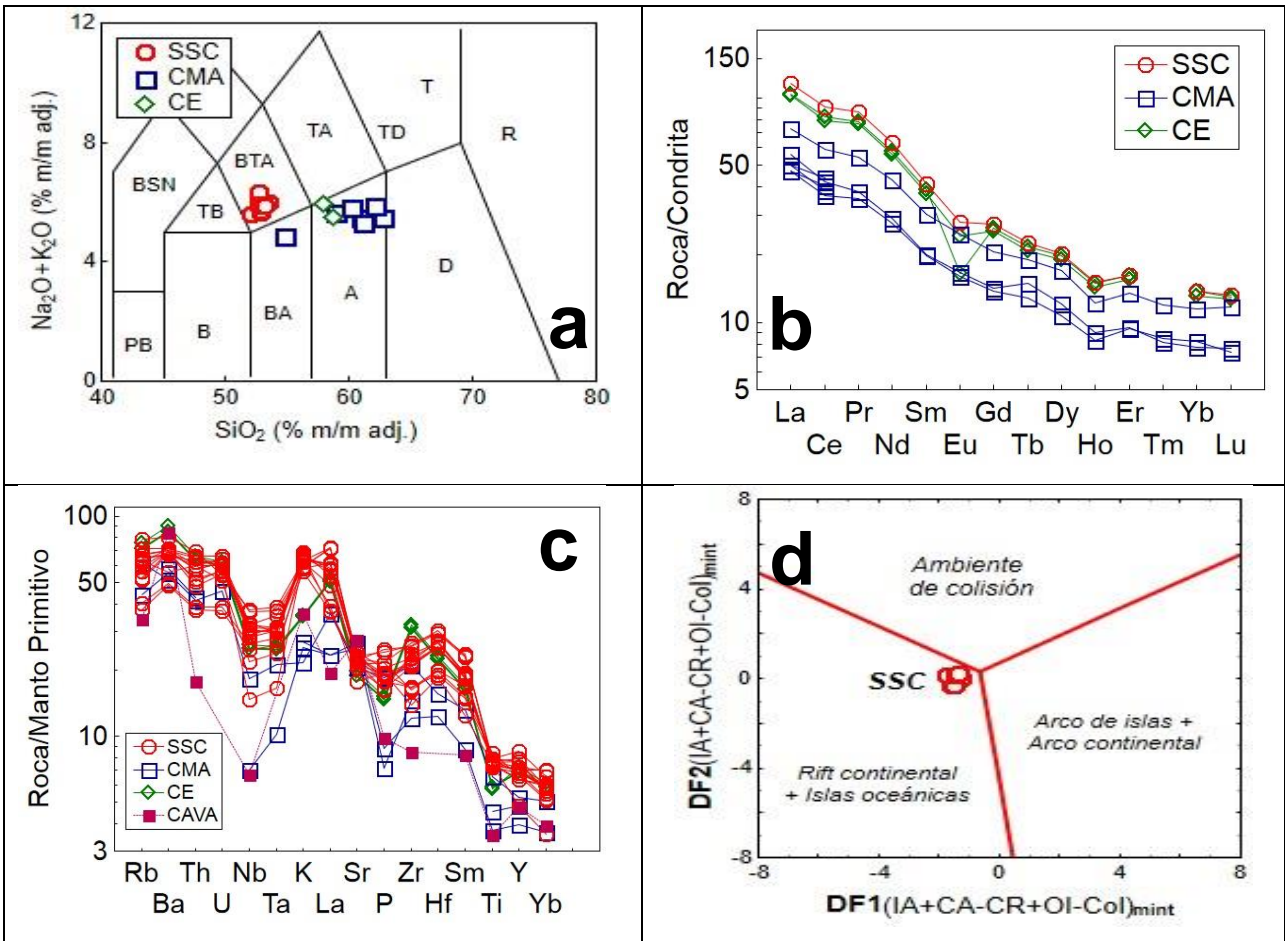 12
8
4
0
40
50
60
70
80
Na2O+K2O (% m/m adj.)
SiO2 (% m/m adj.)
SSC
CMA
CE
T
R
TA
TD
BTA
BSN
TB
D
A
BA
B
PB
a
150
50
10
5
Roca/Condrita
SSC
CMA
CE
b
La Pr Sm Gd Dy Er Yb
Ce Nd Eu Tb Ho Tm Lu
100
50
10
3
Roca/Manto Primitivo
c
SSC
CMA
CE
CAVA
Rb Th Nb K Sr Zr Sm Y
Ba U Ta La P Hf Ti Yb
8
4
0
-4
-8
-8 -4 0 4 8
DF2(IA+CA-CR+OI-Col)mint
DF1(IA+CA-CR+OI-Col)mint
d
Ambiente
de colisión
SSC
Arco de islas +
Arco continental
Rift continental
+ Islas oceánicas